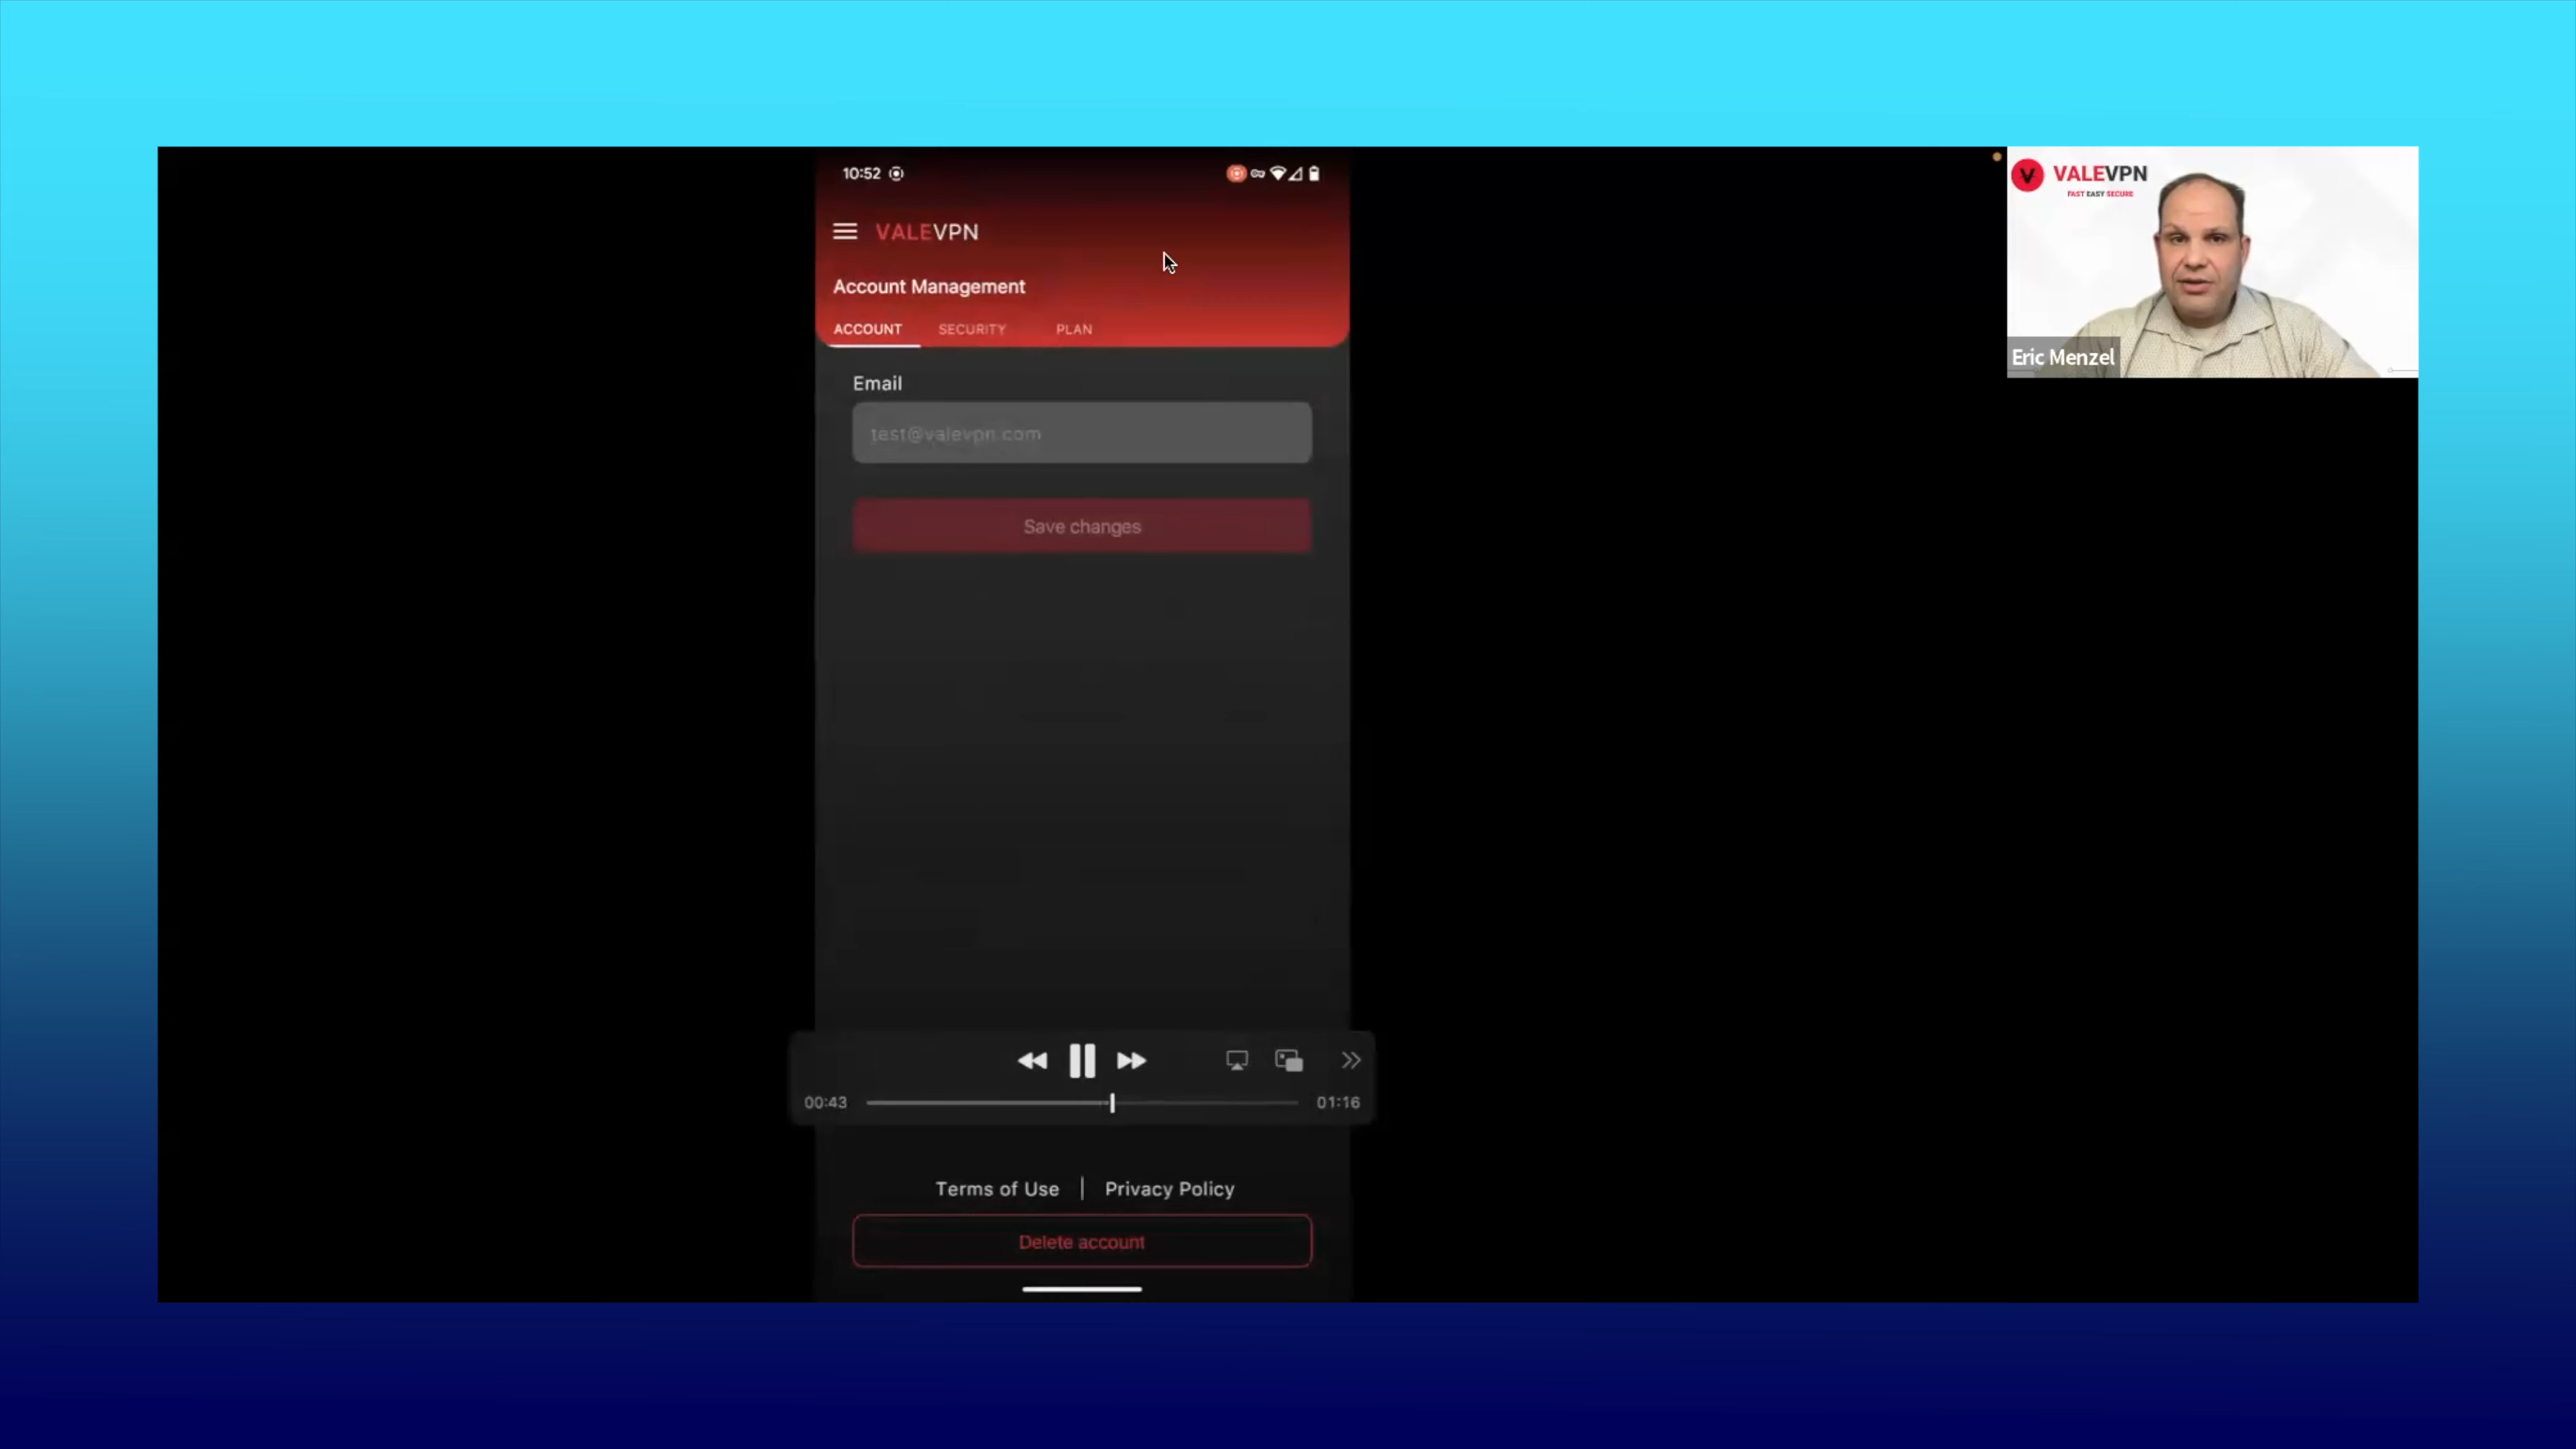 10:52
VALEVPN
Account Management
ACCOUNT SECURITY PLAN
Email
test@valevpn.com
Save changes
00:43 01:16
Terms of Use | Privacy Policy
Delete account
VALEVPN
FAST EASY SECURE
Eric Menzel